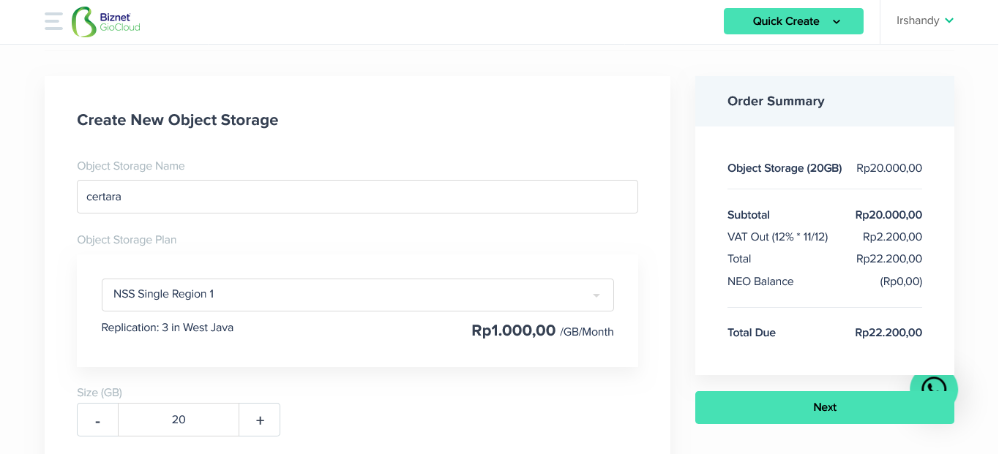 Biznet
GioCloud
Quick Create
Irshandy
Create New Object Storage
Object Storage Name
certara
Object Storage Plan
NSS Single Region 1
Replication: 3 in West Java
Rp1.000,00 /GB/Month
Size (GB)
- 20 +
Order Summary
Object Storage (20GB) Rp20.000,00
Subtotal Rp20.000,00
VAT Out (12% * 11/12) Rp2.200,00
Total Rp22.200,00
NEO Balance (Rp0,00)
Total Due Rp22.200,00
Next